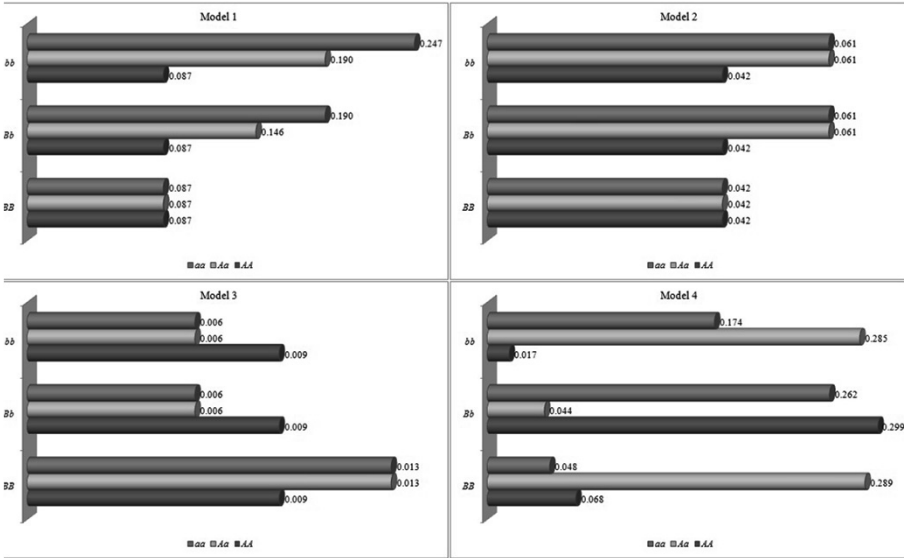 Model 1
bb
0.247
0.190
0.087
Bb
0.190
0.146
0.087
BB
0.087
0.087
0.087
aa Aa AA
Model 2
bb
0.061
0.061
0.042
Bb
0.061
0.061
0.042
BB
0.042
0.042
0.042
aa Aa AA
Model 3
bb
0.006
0.006
0.009
Bb
0.006
0.006
0.009
BB
0.013
0.013
0.009
aa Aa AA
Model 4
bb
0.174
0.285
0.017
Bb
0.262
0.044
0.299
BB
0.048
0.289
0.068
aa Aa AA